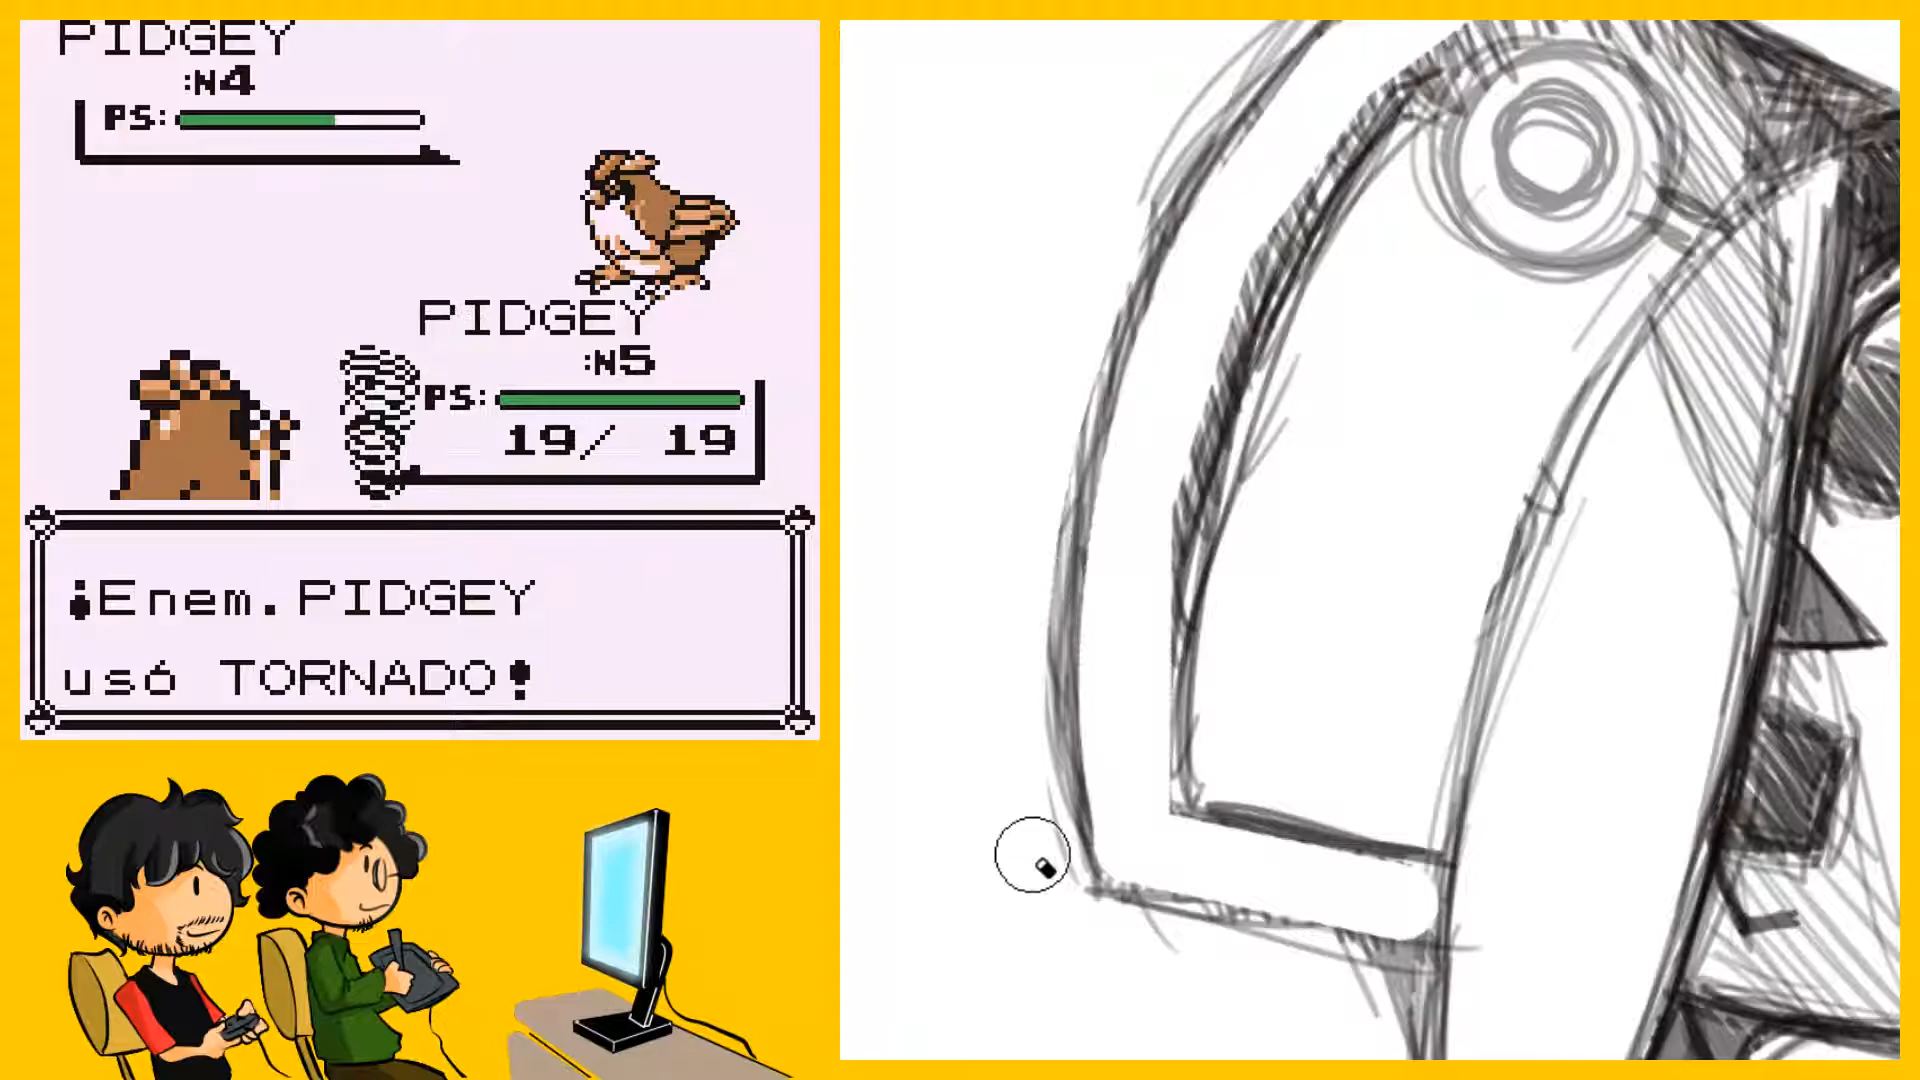 PIDGEY
:N4
PS:
PIDGEY
:N5
PS:
19/ 19
¡Enem.PIDGEY
usó TORNADO!